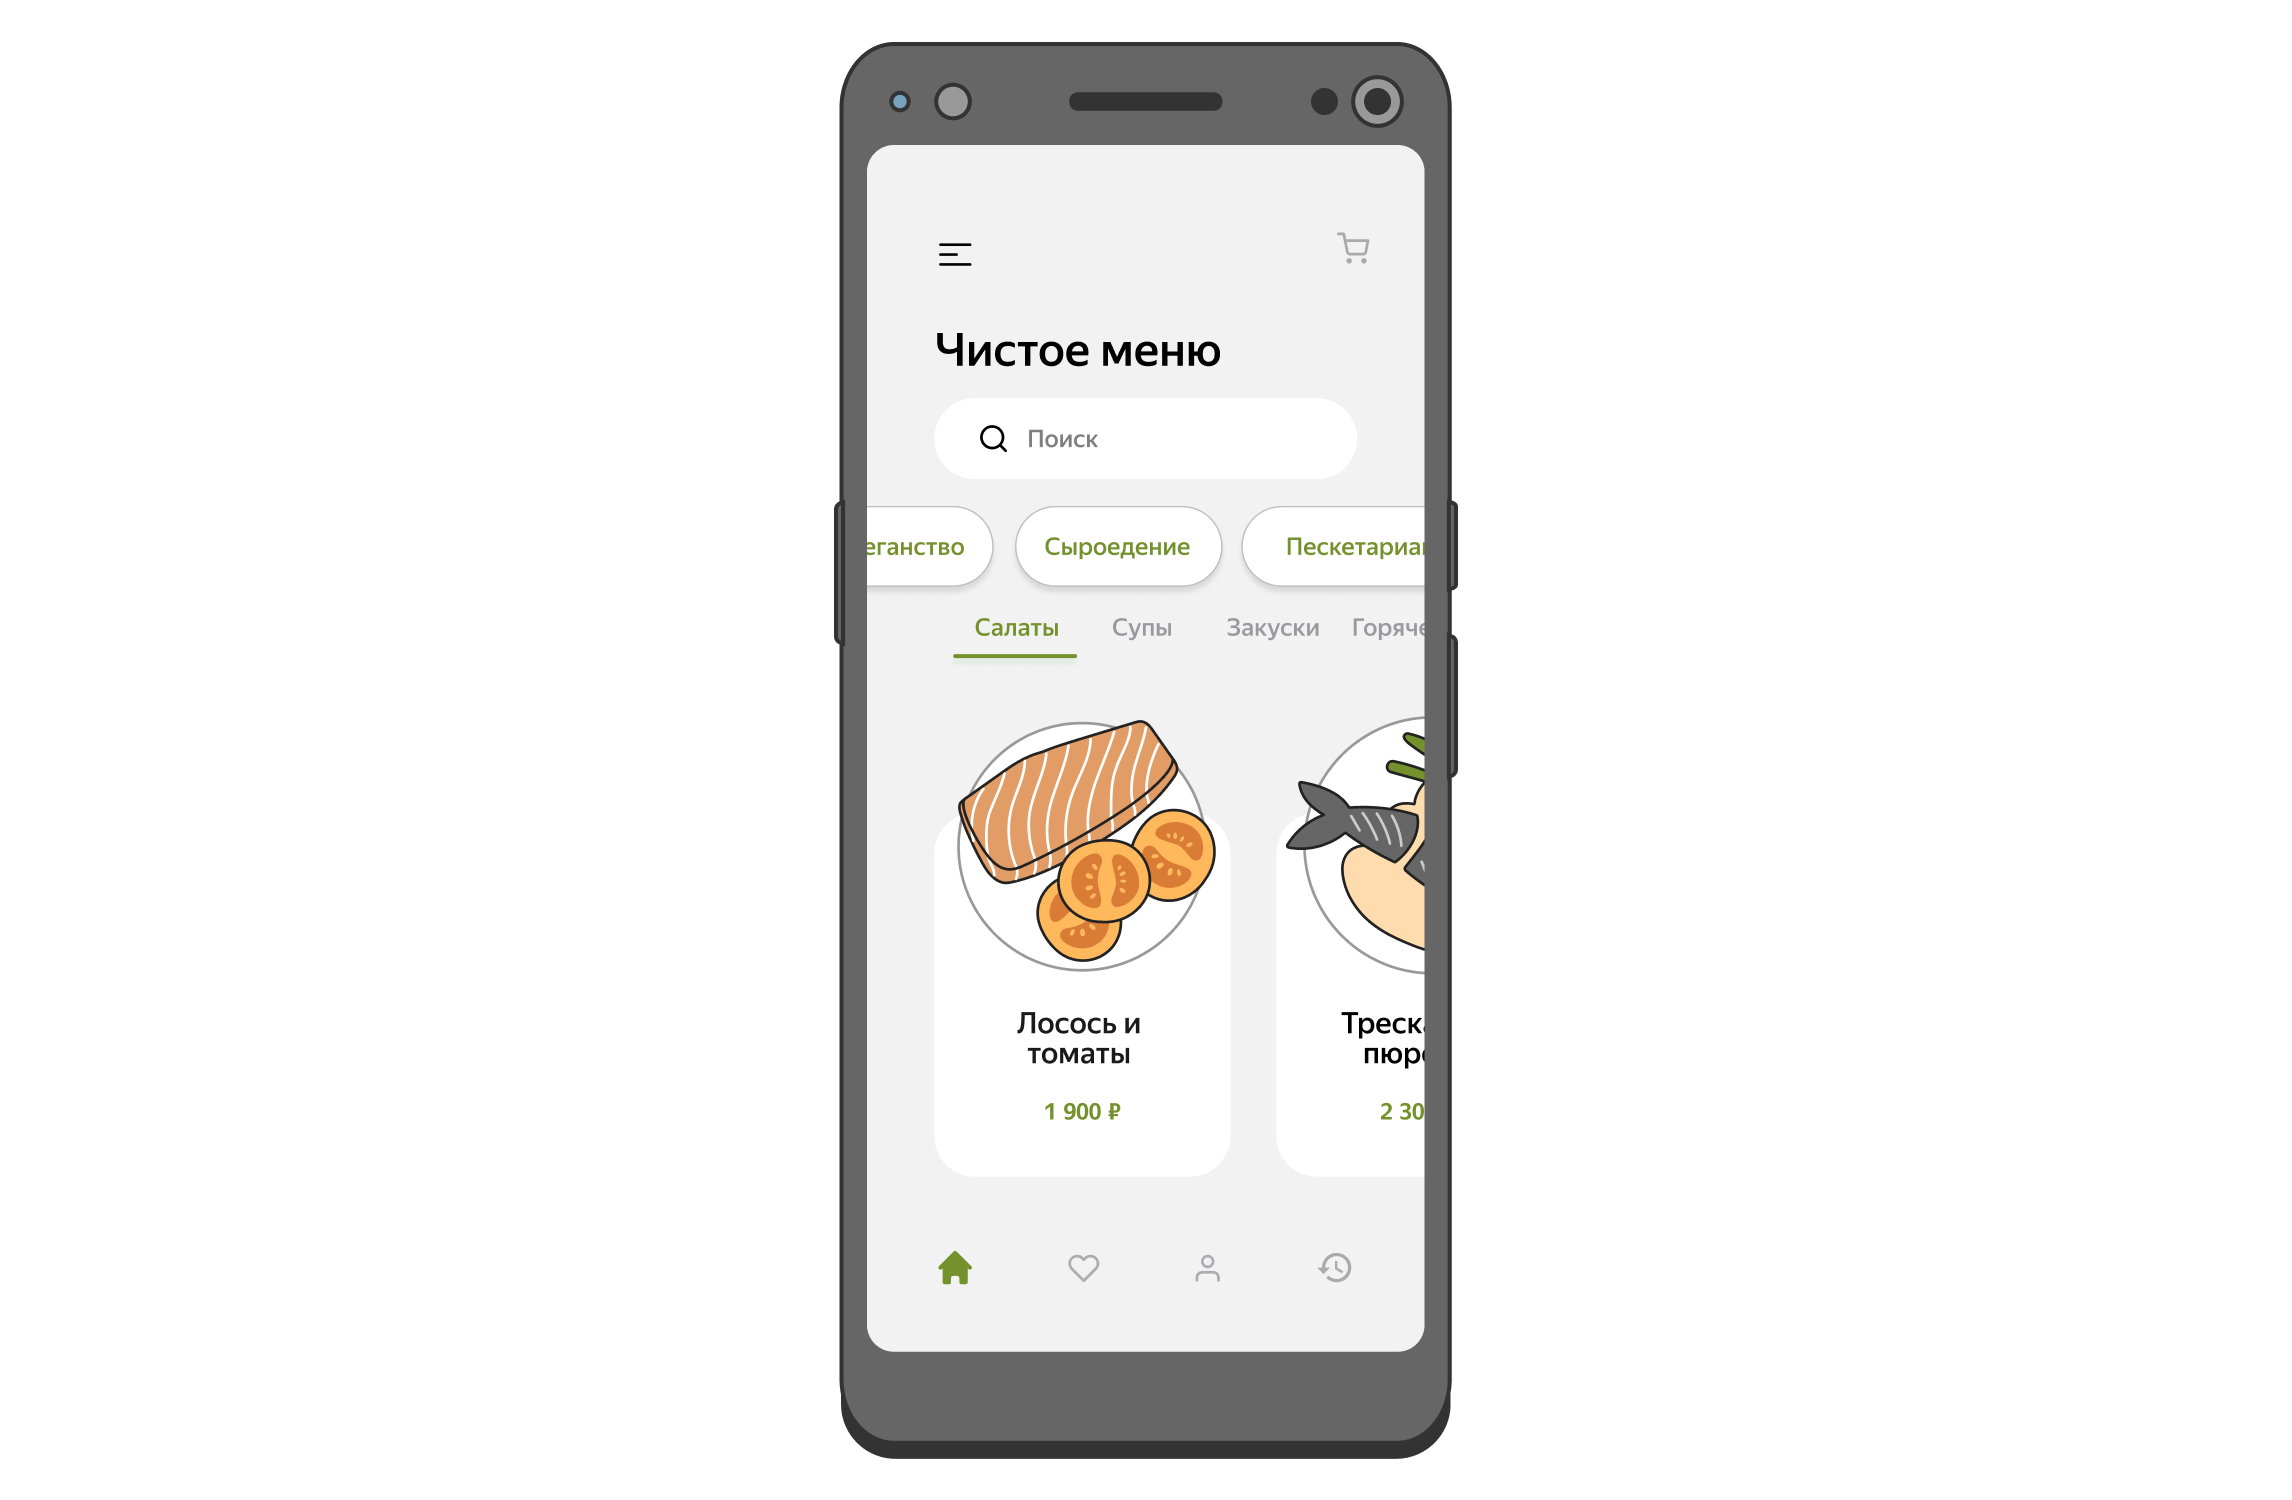 Чистое меню
Поиск
еганство Сыроедение Пескетариа
Салаты Супы Закуски Горяче
Лосось и
томаты
1 900 ₽
Треск
пюр
2 30